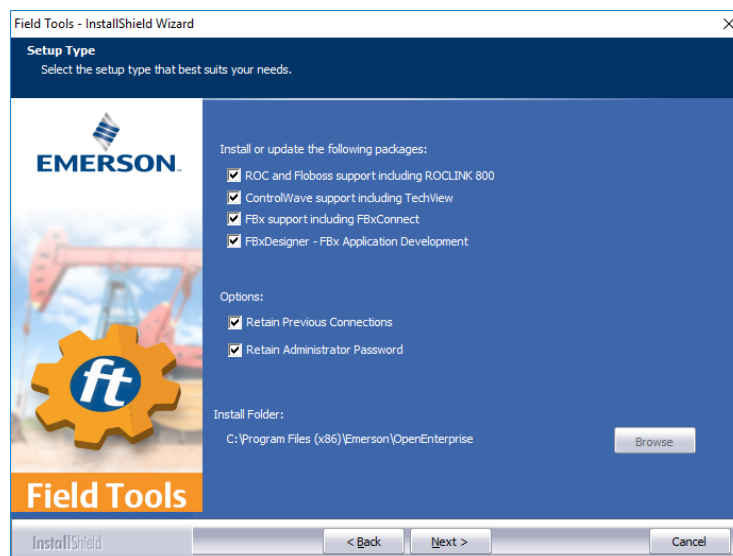 Field Tools - InstallShield Wizard
Setup Type
Select the setup type that best suits your needs.
EMERSON™
Install or update the following packages:
ROC and Floboss support including ROCLINK 800
ControlWave support including TechView
FBx support including FBxConnect
FBxDesigner - FBx Application Development
Options:
Retain Previous Connections
Retain Administrator Password
ft
Install Folder:
C:\Program Files (x86)\Emerson\OpenEnterprise
Browse
Field Tools
InstallShield
< Back
Next >
Cancel